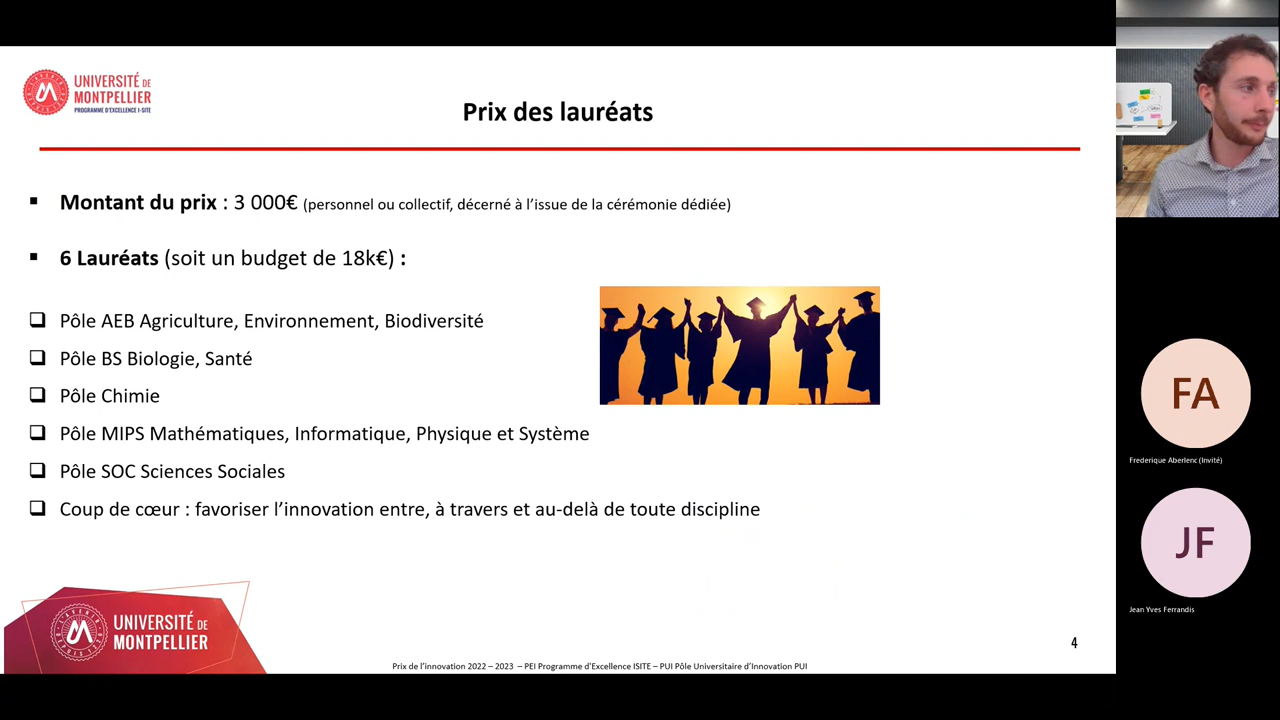 UNIVERSITÉ DE
MONTPELLIER
PROGRAMME D'EXCELLENCE I-SITE
Prix des lauréats
▪ Montant du prix : 3 000€ (personnel ou collectif, décerné à l'issue de la cérémonie dédiée)
▪ 6 Lauréats (soit un budget de 18k€) :
❑ Pôle AEB Agriculture, Environnement, Biodiversité
❑ Pôle BS Biologie, Santé
❑ Pôle Chimie
❑ Pôle MIPS Mathématiques, Informatique, Physique et Système
❑ Pôle SOC Sciences Sociales
❑ Coup de cœur : favoriser l'innovation entre, à travers et au-delà de toute discipline
UNIVERSITÉ DE
MONTPELLIER
4
Prix de l'innovation 2022 – 2023 – PEI Programme d'Excellence ISITE – PUI Pôle Universitaire d'Innovation PUI
FA
Frederique Aberlenc (Invité)
JF
Jean Yves Ferrandis